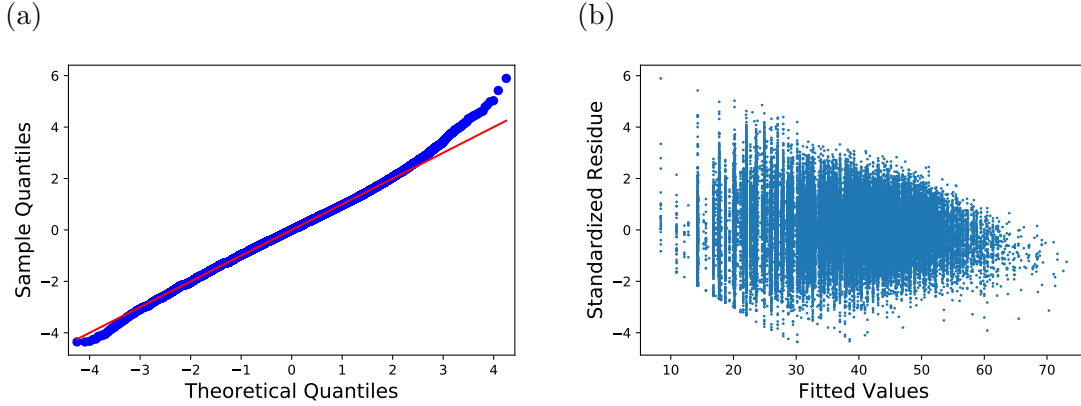 (a)
6
4
2
0
−2
−4
−4 −3 −2 −1 0 1 2 3 4
Theoretical Quantiles
Sample Quantiles
(b)
6
4
2
0
−2
−4
10 20 30 40 50 60 70
Fitted Values
Standardized Residue